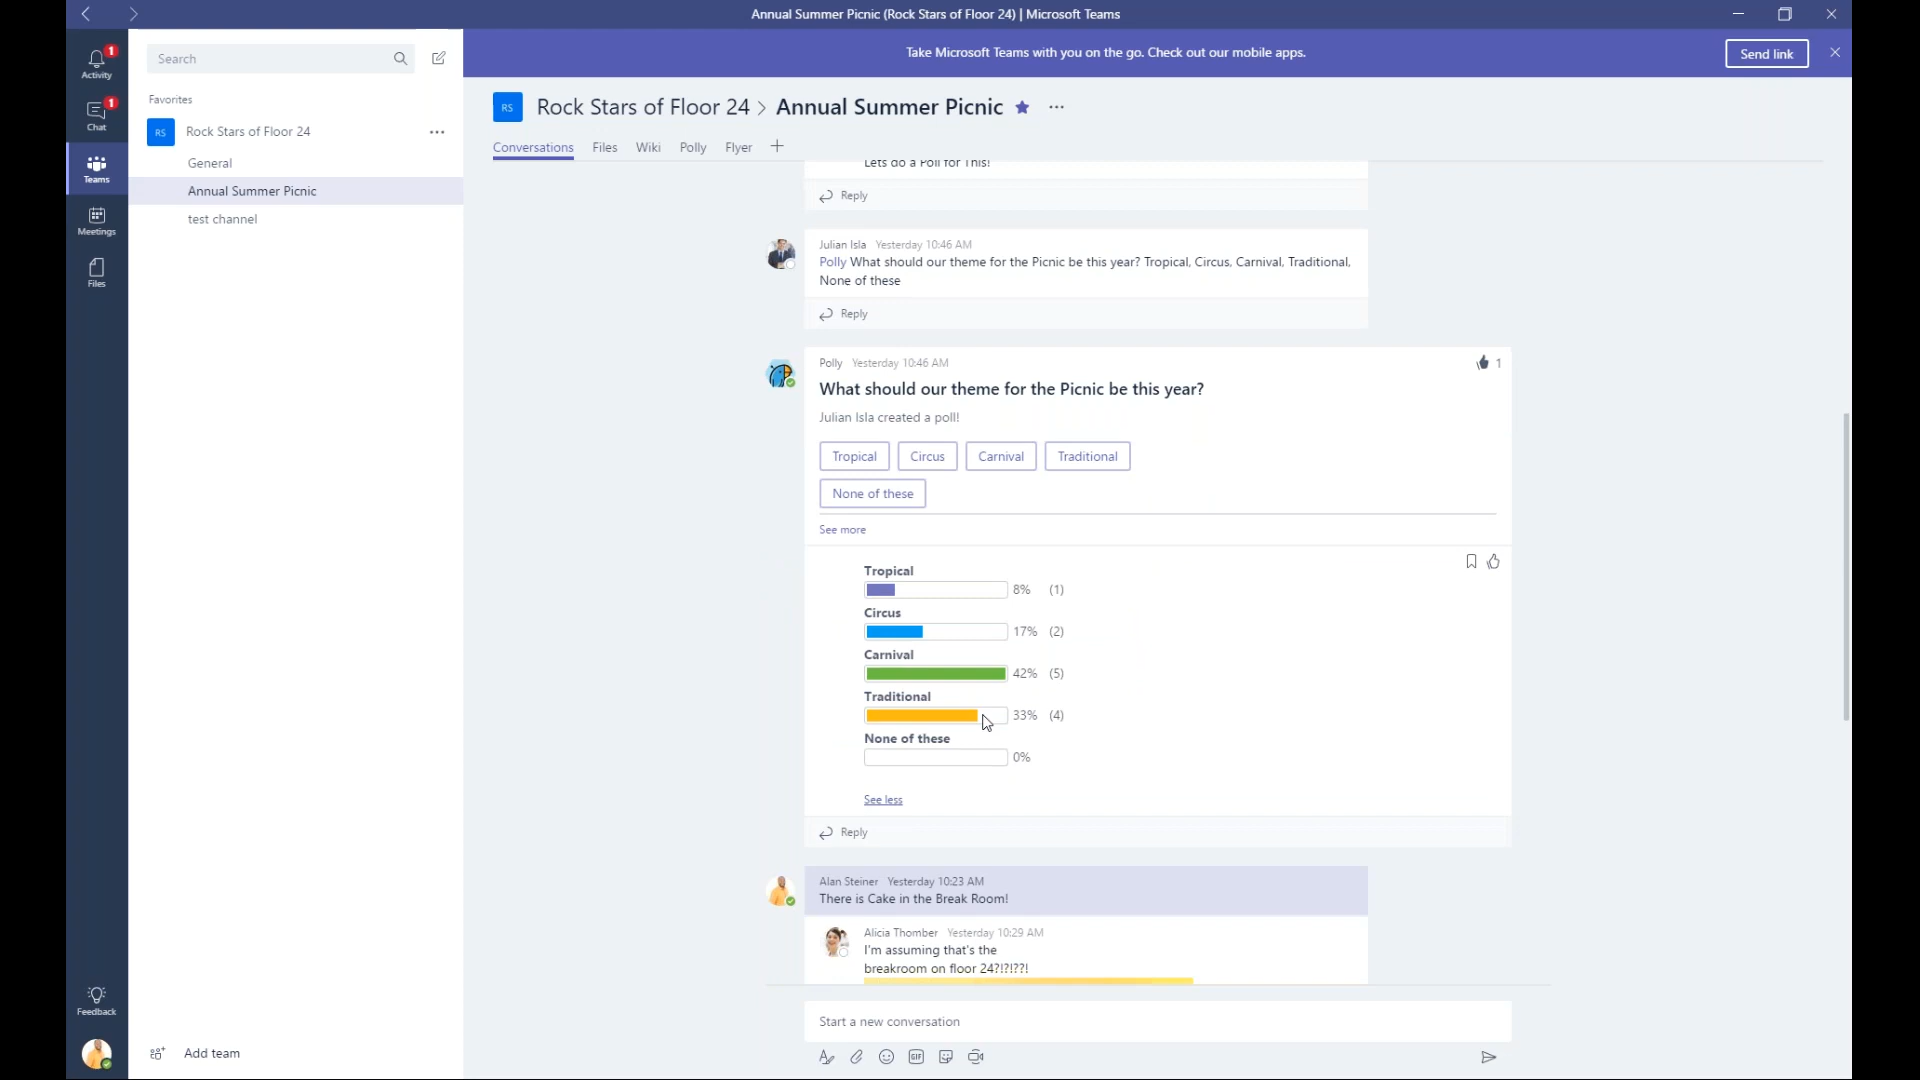 Annual Summer Picnic (Rock Stars of Floor 24) | Microsoft Teams
1
Activity
1
Chat
Teams
Meetings
Files
Feedback
Search
Favorites
RS Rock Stars of Floor 24
General
Annual Summer Picnic
test channel
Add team
Take Microsoft Teams with you on the go. Check out our mobile apps.
Send link
RS Rock Stars of Floor 24 > Annual Summer Picnic
Conversations Files Wiki Polly Flyer
Lets do a Poll for This!
Reply
Julian Isla Yesterday 10:46 AM
Polly What should our theme for the Picnic be this year? Tropical, Circus, Carnival, Traditional,
None of these
Reply
Polly Yesterday 10:46 AM
1
What should our theme for the Picnic be this year?
Julian Isla created a poll!
Tropical Circus Carnival Traditional
None of these
See more
Tropical
8% (1)
Circus
17% (2)
Carnival
42% (5)
Traditional
33% (4)
None of these
0%
See less
Reply
Alan Steiner Yesterday 10:23 AM
There is Cake in the Break Room!
Alicia Thomber Yesterday 10:29 AM
I'm assuming that's the
breakroom on floor 24?!?!??!
Start a new conversation
GIF